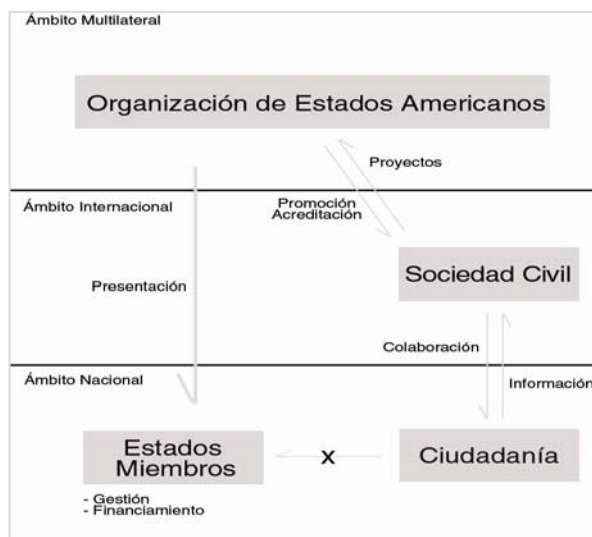 Ámbito Multilateral
Organización de Estados Americanos
Proyectos
Ámbito Internacional
Promoción
Acreditación
Sociedad Civil
Presentación
Colaboración
Ámbito Nacional
Información
Estados
Miembros
x
Ciudadanía
- Gestión
- Financiamiento